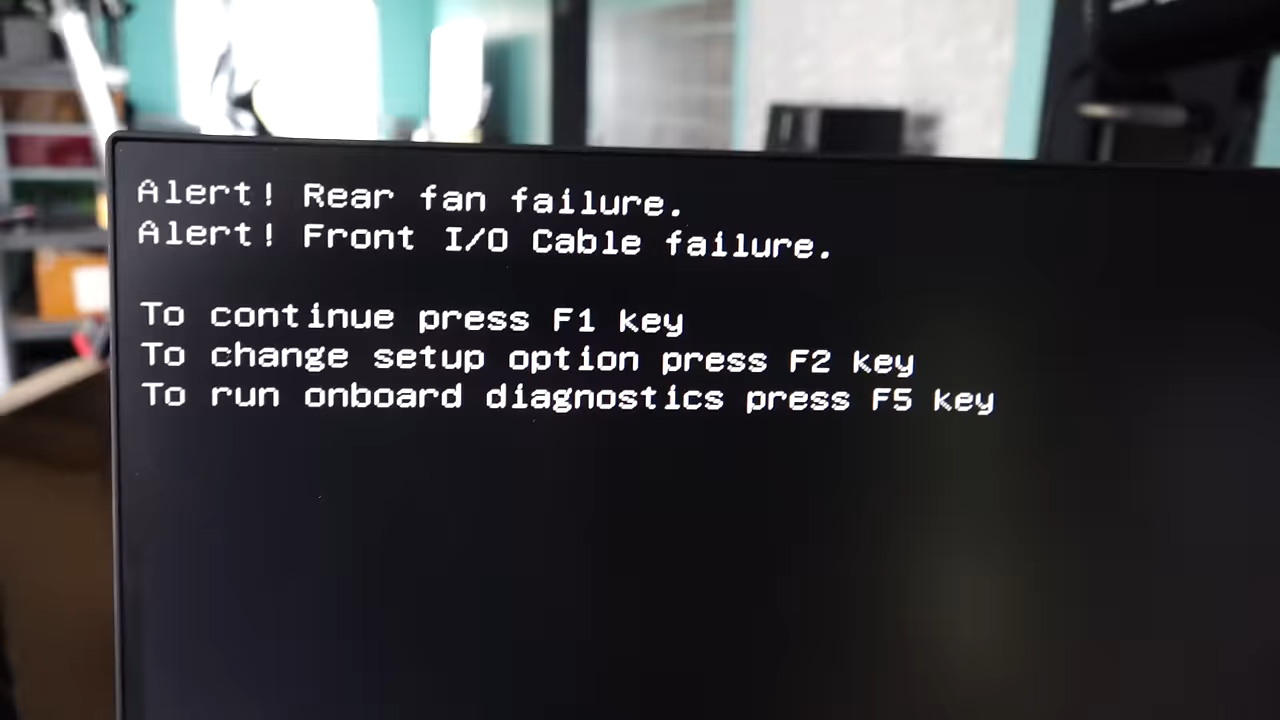 Alert! Rear fan failure.
Alert! Front I/O Cable failure.
To continue press F1 key
To change setup option press F2 key
To run onboard diagnostics press F5 key